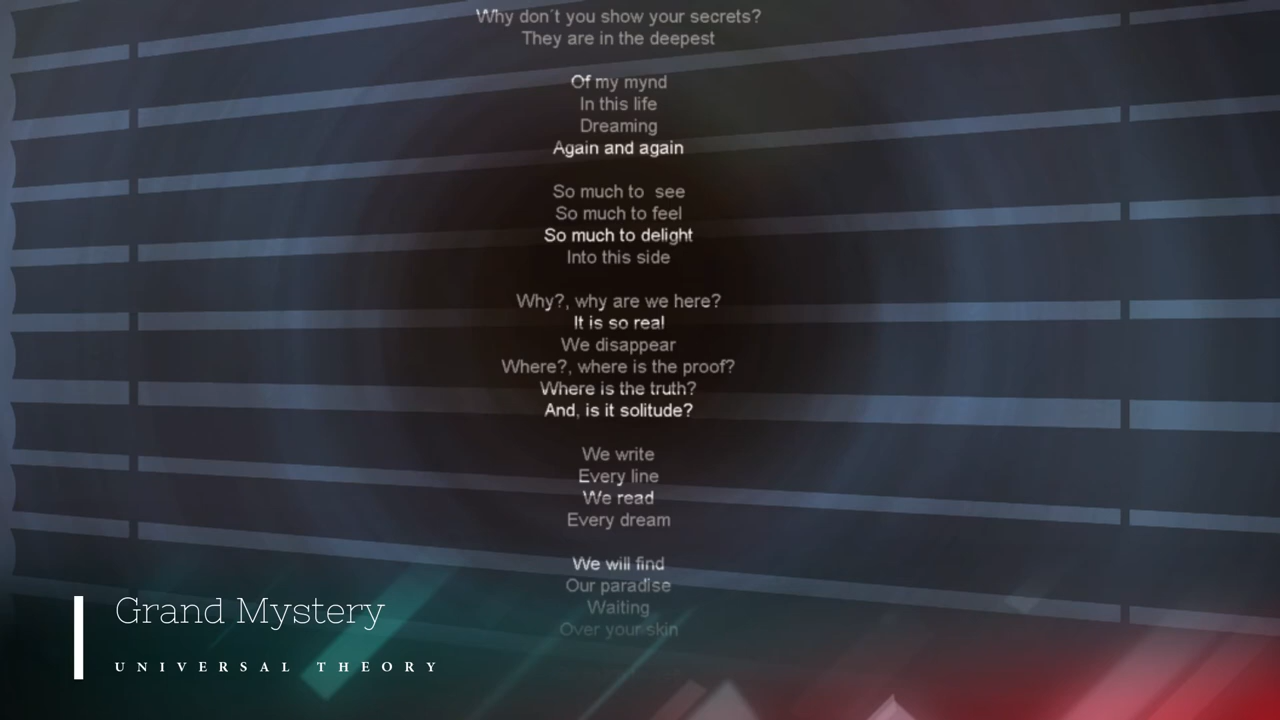 Why don´t you show your secrets?
They are in the deepest
Of my mynd
In this life
Dreaming
Again and again
So much to  see
So much to feel
So much to delight
Into this side
Why?, why are we here?
It is so real
We disappear
Where?, where is the proof?
Where is the truth?
And, is it solitude?
We write
Every line
We read
Every dream
We will find
Our paradise
Waiting
Over your skin
Grand Mystery
UNIVERSAL THEORY